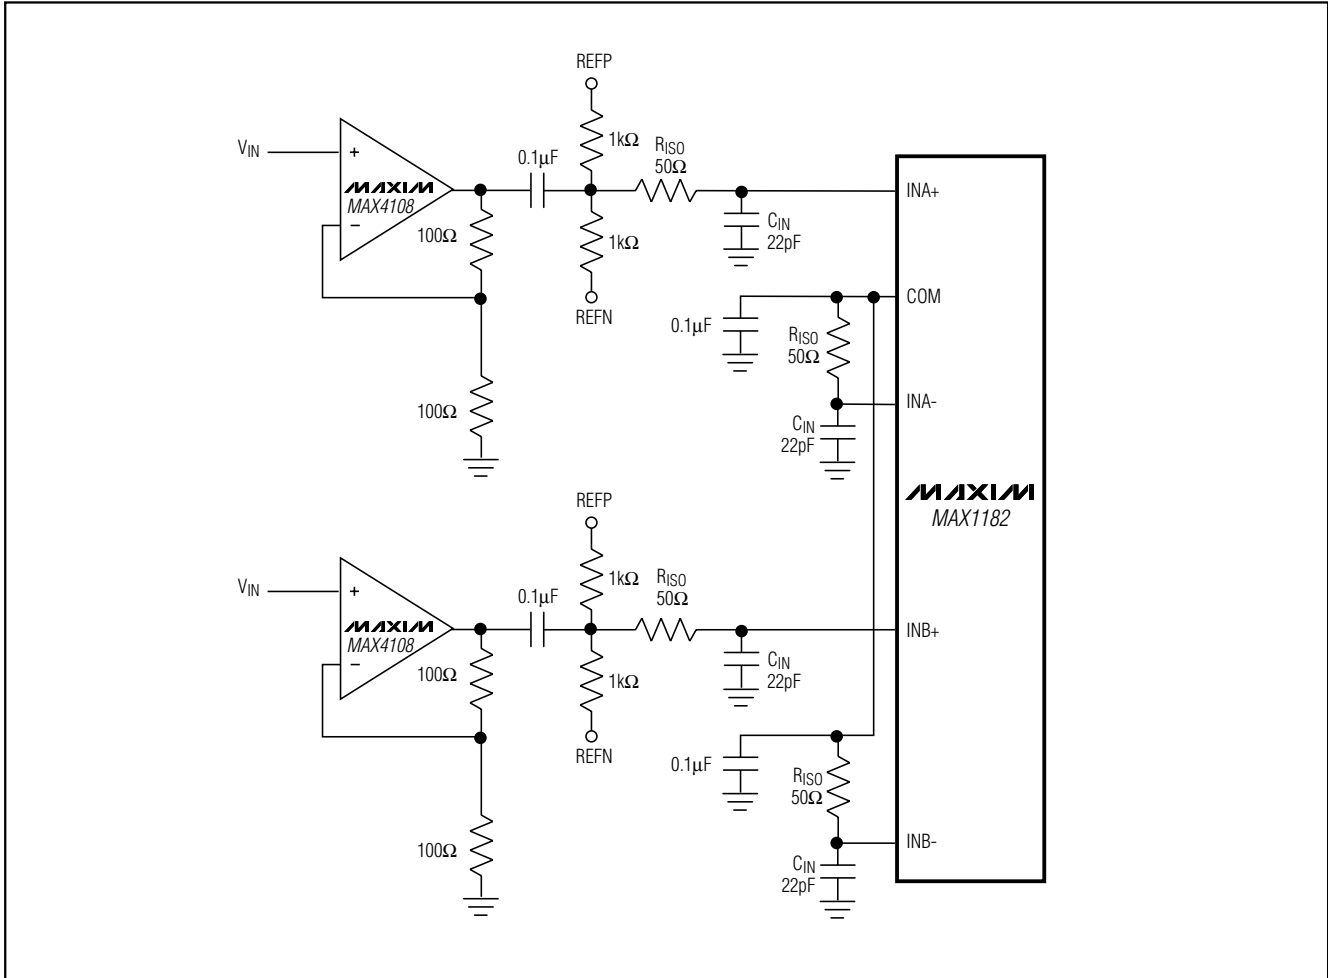 REFP
1kΩ
RISO
50Ω
VIN
+
MAXIM
MAX4108
−
0.1µF
INA+
100Ω
1kΩ
CIN
22pF
REFN
COM
0.1µF
RISO
50Ω
100Ω
INA-
CIN
22pF
MAXIM
MAX1182
REFP
1kΩ
RISO
50Ω
VIN
+
MAXIM
MAX4108
−
0.1µF
INB+
100Ω
1kΩ
CIN
22pF
REFN
0.1µF
RISO
50Ω
100Ω
INB-
CIN
22pF